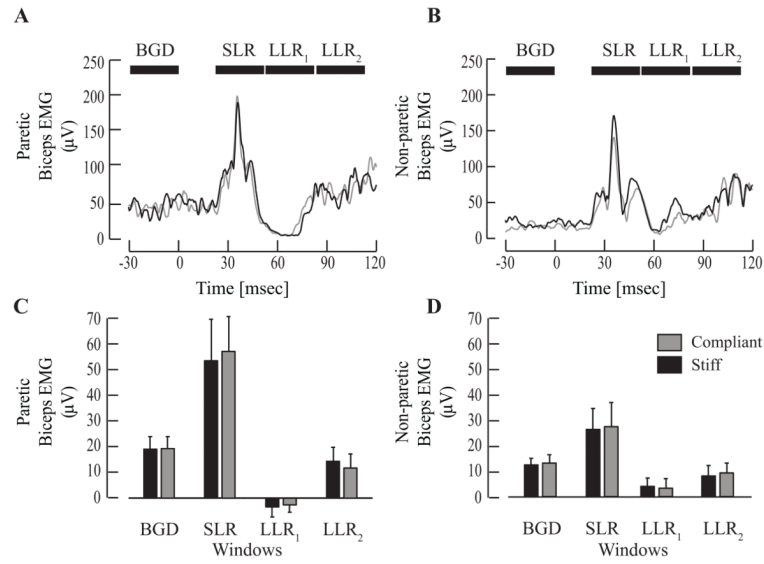 A
B
BGD SLR LLR1 LLR2
BGD SLR LLR1 LLR2
Paretic
Biceps EMG
(μV)
250
200
150
100
50
0
-30 0 30 60 90 120
Time [msec]
Non-paretic
Biceps EMG
(μV)
250
200
150
100
50
0
-30 0 30 60 90 120
Time [msec]
C
D
Paretic
Biceps EMG
(μV)
70
60
50
40
30
20
10
0
BGD SLR LLR1 LLR2
Windows
Non-paretic
Biceps EMG
(μV)
70
60
50
40
30
20
10
0
Compliant
Stiff
BGD SLR LLR1 LLR2
Windows